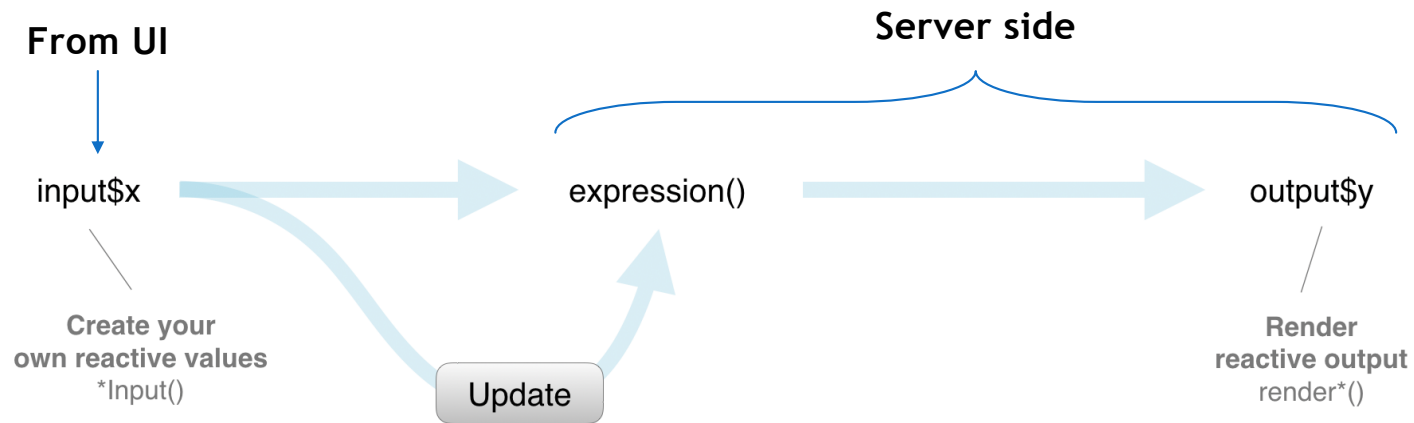 From UI
Server side
input$x
expression()
output$y
Create your
own reactive values
*Input()
Update
Render
reactive output
render*()